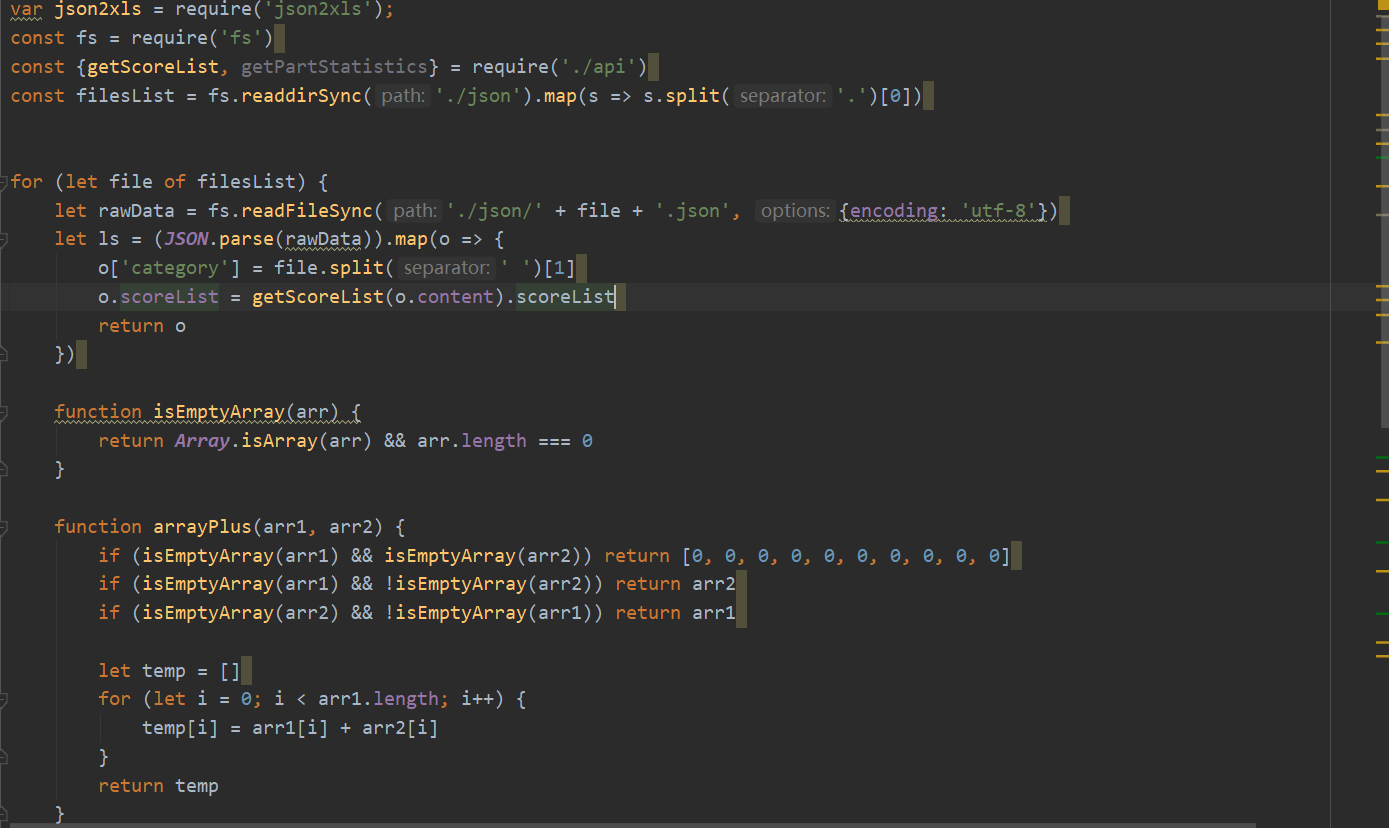 var json2xls = require('json2xls');
const fs = require('fs')
const {getScoreList, getPartStatistics} = require('./api')
const filesList = fs.readdirSync( path: './json').map(s => s.split( separator: '.')[0])
for (let file of filesList) {
let rawData = fs.readFileSync( path: './json/' + file + '.json', options: {encoding: 'utf-8'})
let ls = (JSON.parse(rawData)).map(o => {
o['category'] = file.split( separator: ' ')[1]
o.scoreList = getScoreList(o.content).scoreList
return o
})
function isEmptyArray(arr) {
return Array.isArray(arr) && arr.length === 0
}
function arrayPlus(arr1, arr2) {
if (isEmptyArray(arr1) && isEmptyArray(arr2)) return [0, 0, 0, 0, 0, 0, 0, 0, 0, 0]
if (isEmptyArray(arr1) && !isEmptyArray(arr2)) return arr2
if (isEmptyArray(arr2) && !isEmptyArray(arr1)) return arr1
let temp = []
for (let i = 0; i < arr1.length; i++) {
temp[i] = arr1[i] + arr2[i]
}
return temp
}